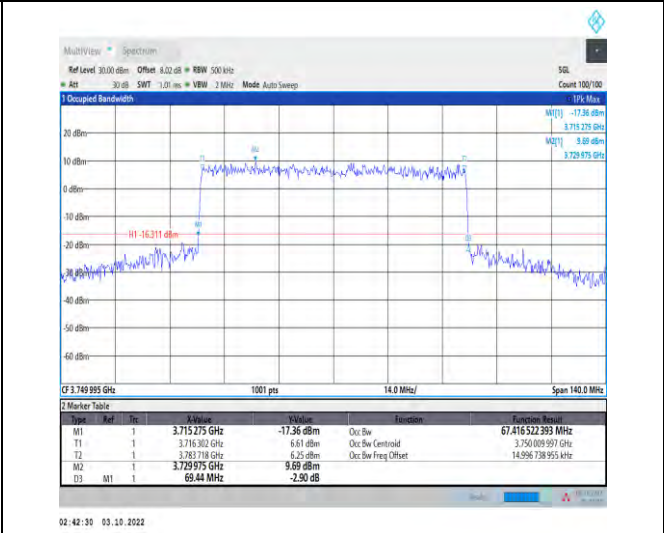 MultiView Spectrum
Ref Level 30.00 dBm Offset 8.02 dB RBW 500 kHz SGL
Att 30 dB SWT 1.01 ms VBW 2 MHz Mode Auto Sweep Count 100/100
1 Occupied Bandwidth 1Pk Max
M1[1] -17.36 dBm
3.715 275 GHz
20 dBm
M2[1] 9.69 dBm
3.729 975 GHz
M2
T1
T2
10 dBm
0 dBm
-10 dBm
M1
H1 -16.311 dBm
D3
-20 dBm
-30 dBm
-40 dBm
-50 dBm
-60 dBm
CF 3.749 995 GHz 1001 pts 14.0 MHz/ Span 140.0 MHz
2 Marker Table
Type Ref Trc X-Value Y-Value Function Function Result
M1 1 3.715 275 GHz -17.36 dBm Occ Bw 67.416 522 393 MHz
T1 1 3.716 302 GHz 6.61 dBm Occ Bw Centroid 3.750 009 997 GHz
T2 1 3.783 718 GHz 6.25 dBm Occ Bw Freq Offset 14.996 738 955 kHz
M2 1 3.729 975 GHz 9.69 dBm
D3 M1 1 69.44 MHz -2.90 dB
02:42:30 03.10.2022